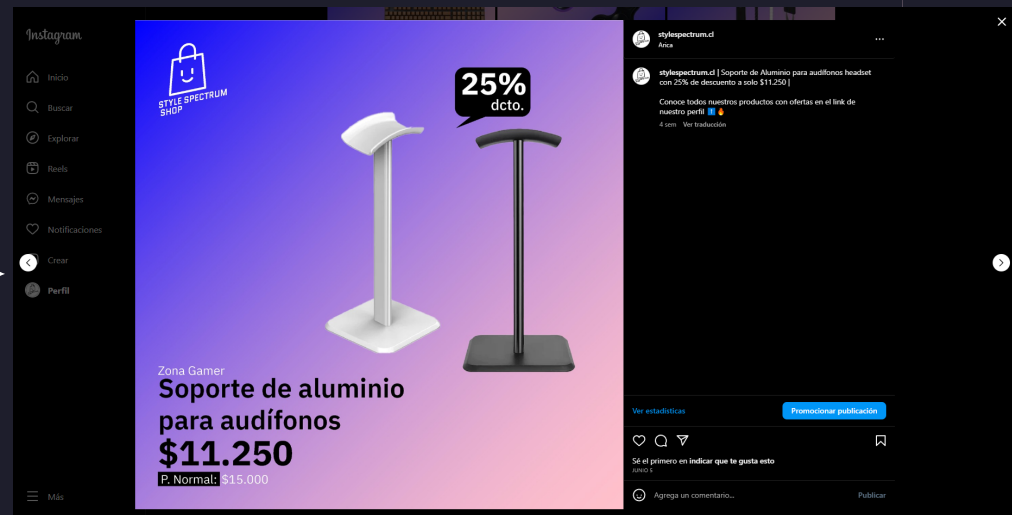 Instagram
Inicio
Buscar
Explorar
Reels
Mensajes
Notificaciones
Crear
Perfil
Más
STYLE SPECTRUM
SHOP
25%
dcto.
Zona Gamer
Soporte de aluminio
para audífonos
$11.250
P. Normal: $15.000
stylespectrum.cl
Arica
stylespectrum.cl | Soporte de Aluminio para audífonos headset
con 25% de descuento a solo $11.250 |
Conoce todos nuestros productos con ofertas en el link de
nuestro perfil ⬆️🔥
4 sem Ver traducción
Ver estadísticas
Promocionar publicación
Sé el primero en indicar que te gusta esto
JUNIO 5
Agrega un comentario...
Publicar